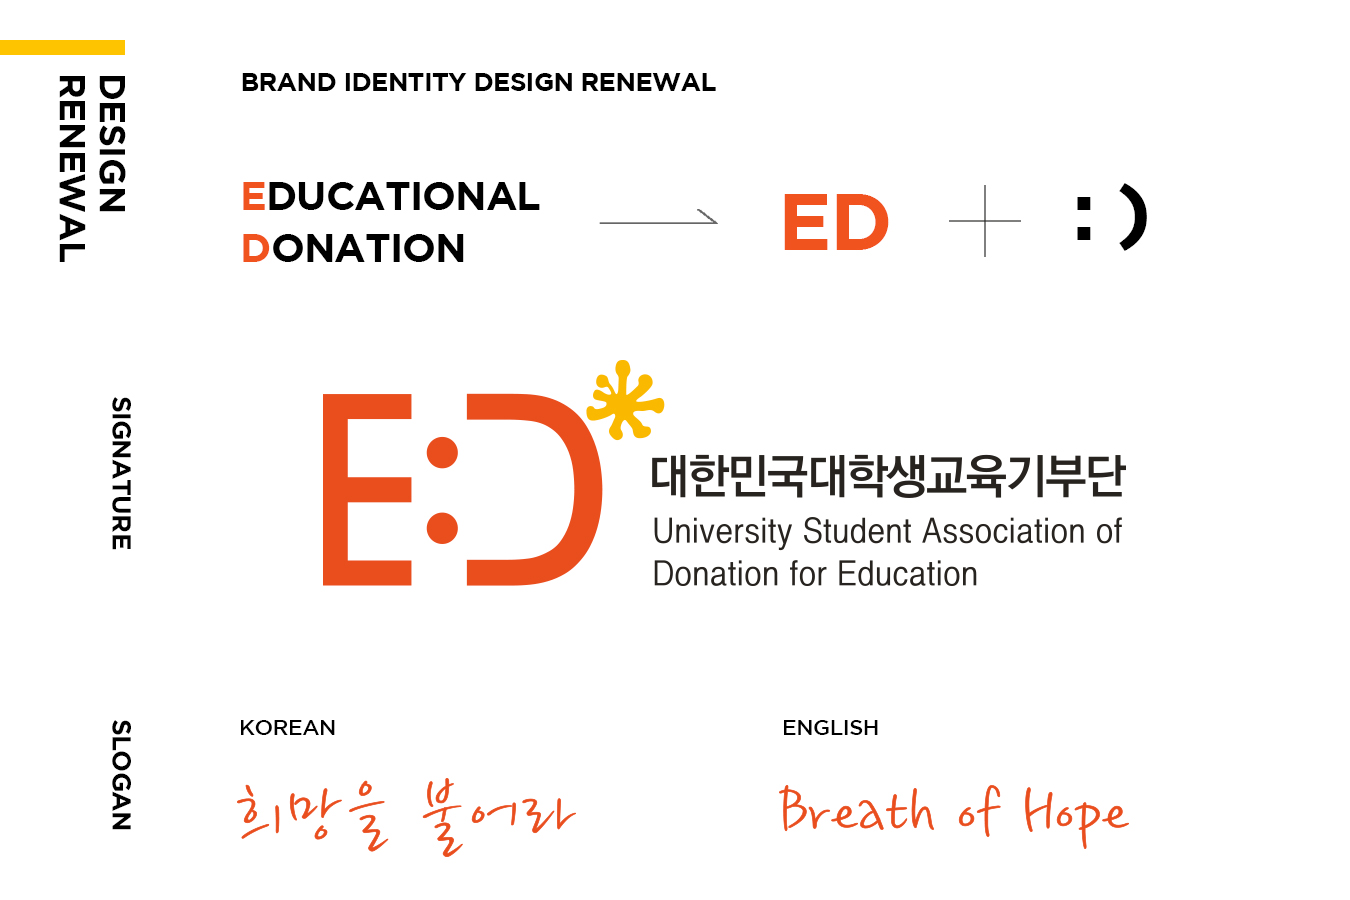 DESIGN
RENEWAL
BRAND IDENTITY DESIGN RENEWAL
EDUCATIONAL
DONATION
ED
:)
SIGNATURE
E:D
대한민국대학생교육기부단
University Student Association of
Donation for Education
SLOGAN
KOREAN
희망을 불어라
ENGLISH
Breath of Hope